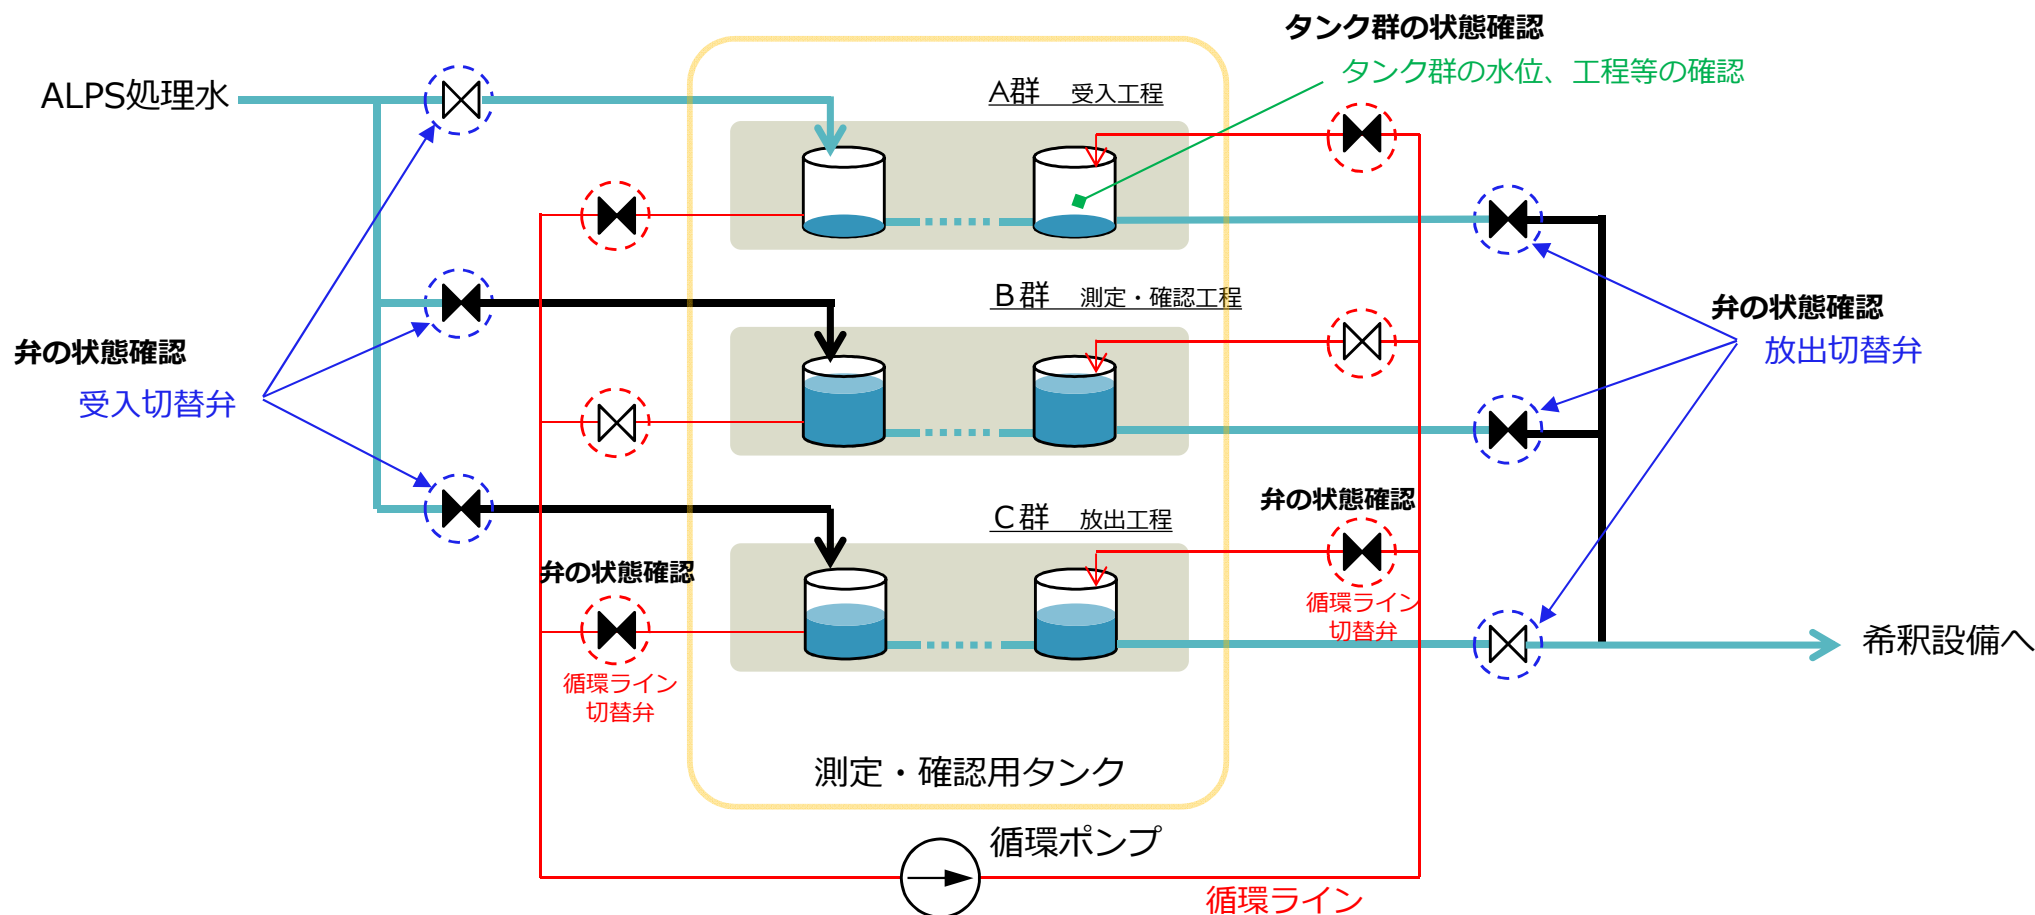 タンク群の状態確認
タンク群の水位、工程等の確認
ALPS処理水
A群 受入工程
B群 測定・確認工程
弁の状態確認
受入切替弁
弁の状態確認
放出切替弁
C群 放出工程
弁の状態確認
循環ライン
切替弁
弁の状態確認
循環ライン
切替弁
希釈設備へ
測定・確認用タンク
循環ポンプ
循環ライン